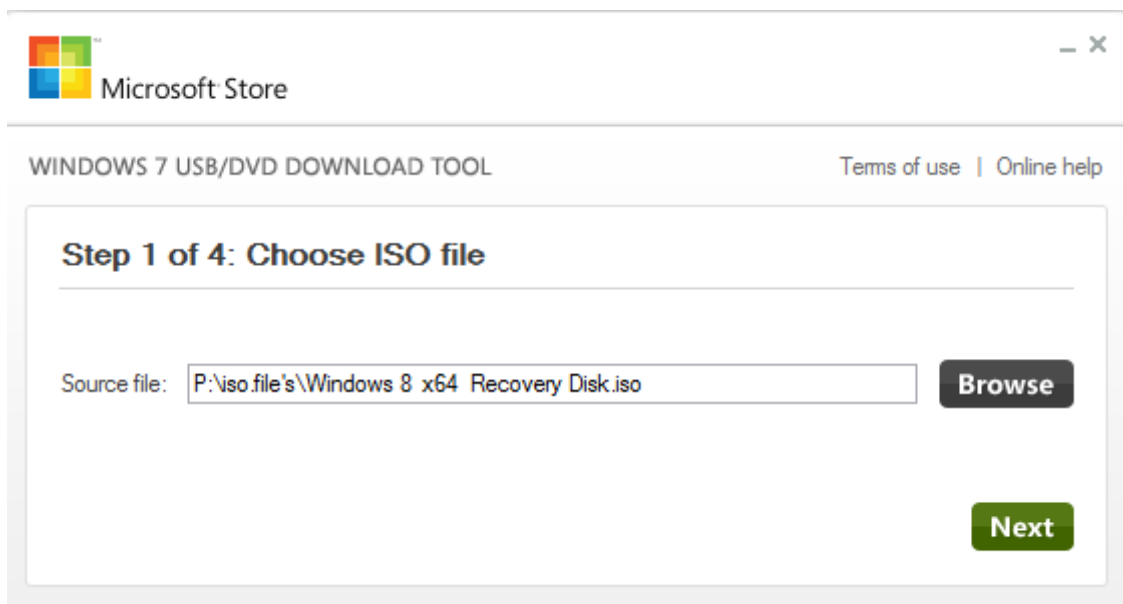 Microsoft Store
WINDOWS 7 USB/DVD DOWNLOAD TOOL
Terms of use | Online help
Step 1 of 4: Choose ISO file
Source file: P:\iso.file's\Windows 8 x64 Recovery Disk.iso Browse
Next